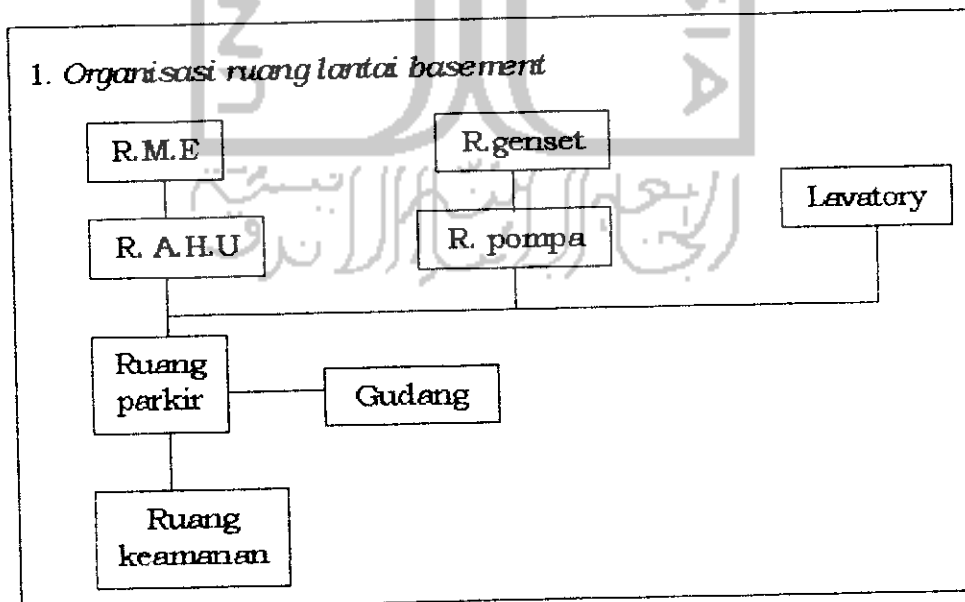 1. Organisasi ruang lantai basement
R.M.E
R.genset
Lavatory
R. A.H.U
R. pompa
Ruang
parkir
Gudang
Ruang
keamanan